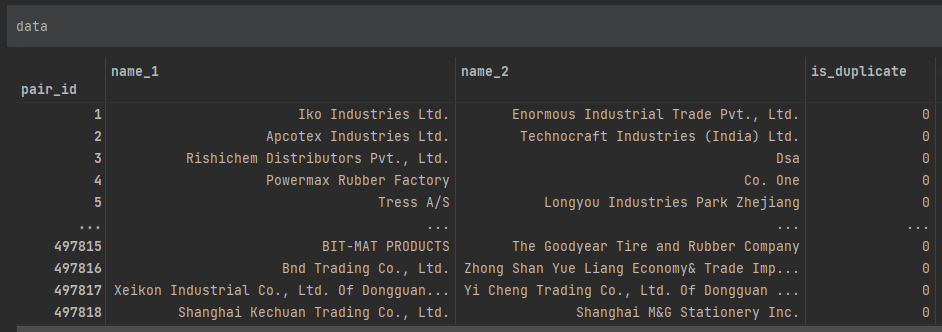 data
name_1 name_2 is_duplicate
pair_id
1 Iko Industries Ltd. Enormous Industrial Trade Pvt., Ltd. 0
2 Apcotex Industries Ltd. Technocraft Industries (India) Ltd. 0
3 Rishichem Distributors Pvt., Ltd. Dsa 0
4 Powermax Rubber Factory Co. One 0
5 Tress A/S Longyou Industries Park Zhejiang 0
... ... ... ...
497815 BIT-MAT PRODUCTS The Goodyear Tire and Rubber Company 0
497816 Bnd Trading Co., Ltd. Zhong Shan Yue Liang Economy& Trade Imp... 0
497817 Xeikon Industrial Co., Ltd. Of Dongguan... Yi Cheng Trading Co., Ltd. Of Dongguan ... 0
497818 Shanghai Kechuan Trading Co., Ltd. Shanghai M&G Stationery Inc. 0